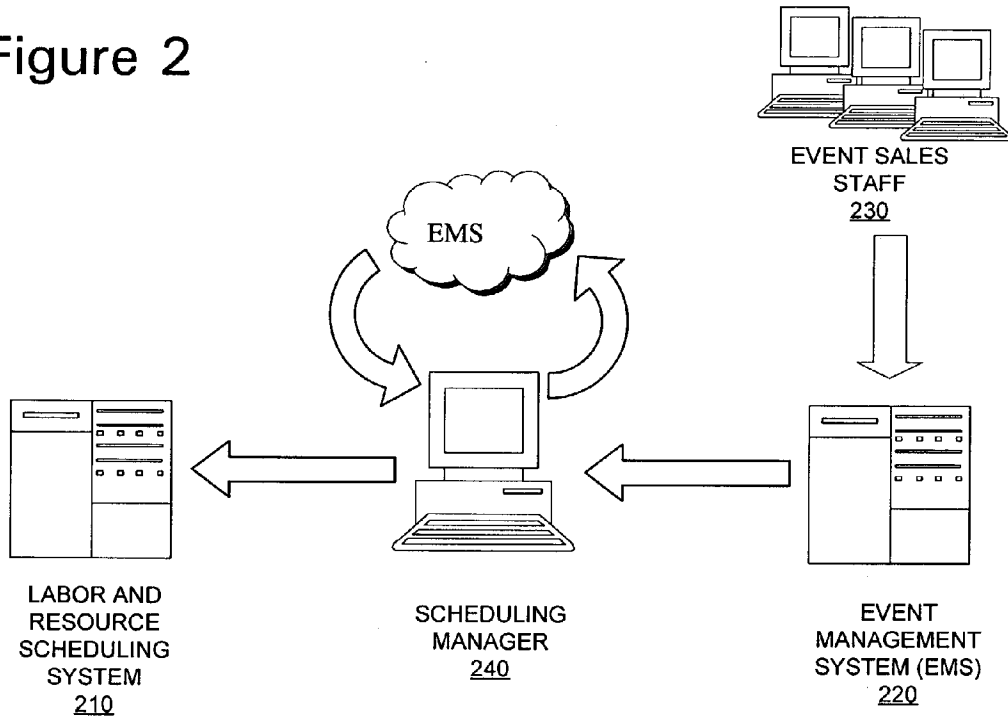 Figure 2
EVENT SALES
STAFF
230
EMS
LABOR AND
RESOURCE
SCHEDULING
SYSTEM
210
SCHEDULING
MANAGER
240
EVENT
MANAGEMENT
SYSTEM (EMS)
220